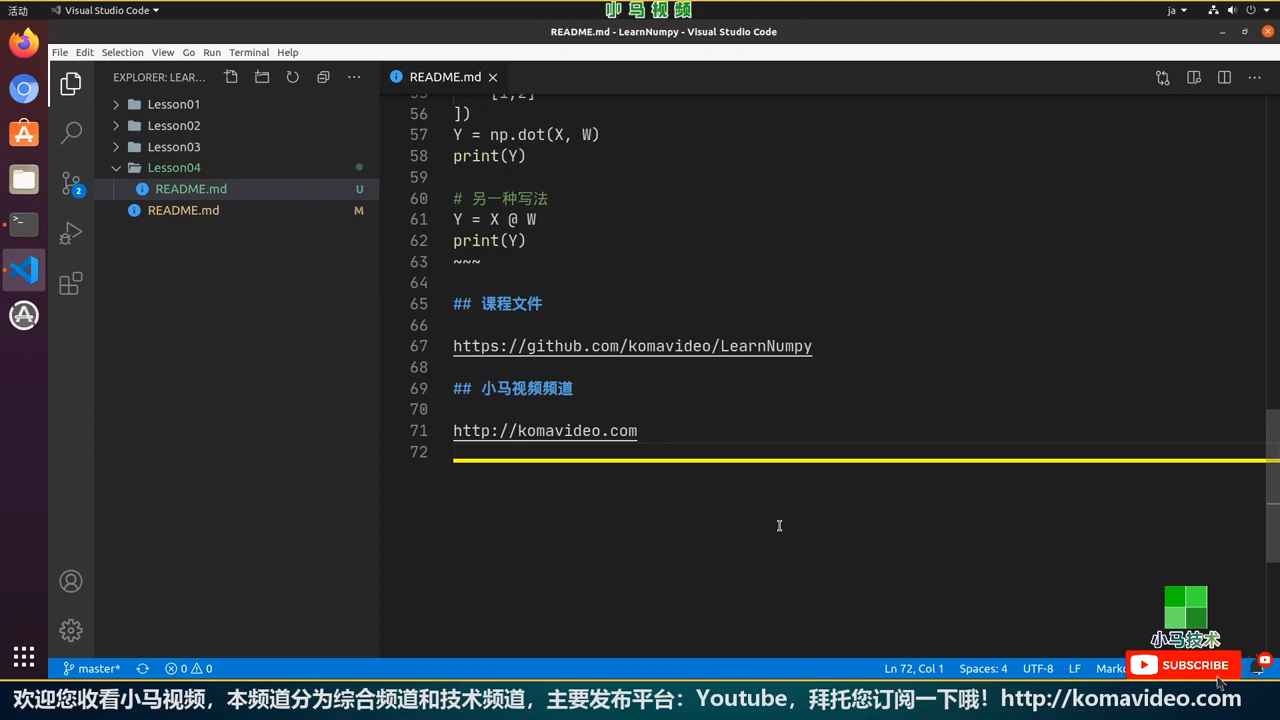 活动
Visual Studio Code
小马视频
ja
README.md - LearnNumpy - Visual Studio Code
File Edit Selection View Go Run Terminal Help
EXPLORER: LEAR...
README.md
Lesson01
Lesson02
Lesson03
Lesson04
README.md U
README.md M
2
55 [1,2]
56 ])
57 Y = np.dot(X, W)
58 print(Y)
59
60 # 另一种写法
61 Y = X @ W
62 print(Y)
63 ~~~
64
65 ## 课程文件
66
67 https://github.com/komavideo/LearnNumpy
68
69 ## 小马视频频道
70
71 http://komavideo.com
72
小马技术
SUBSCRIBE
master* 0 0 Ln 72, Col 1 Spaces: 4 UTF-8 LF Marko
欢迎您收看小马视频，本频道分为综合频道和技术频道，主要发布平台：Youtube，拜托您订阅一下哦！http://komavideo.com